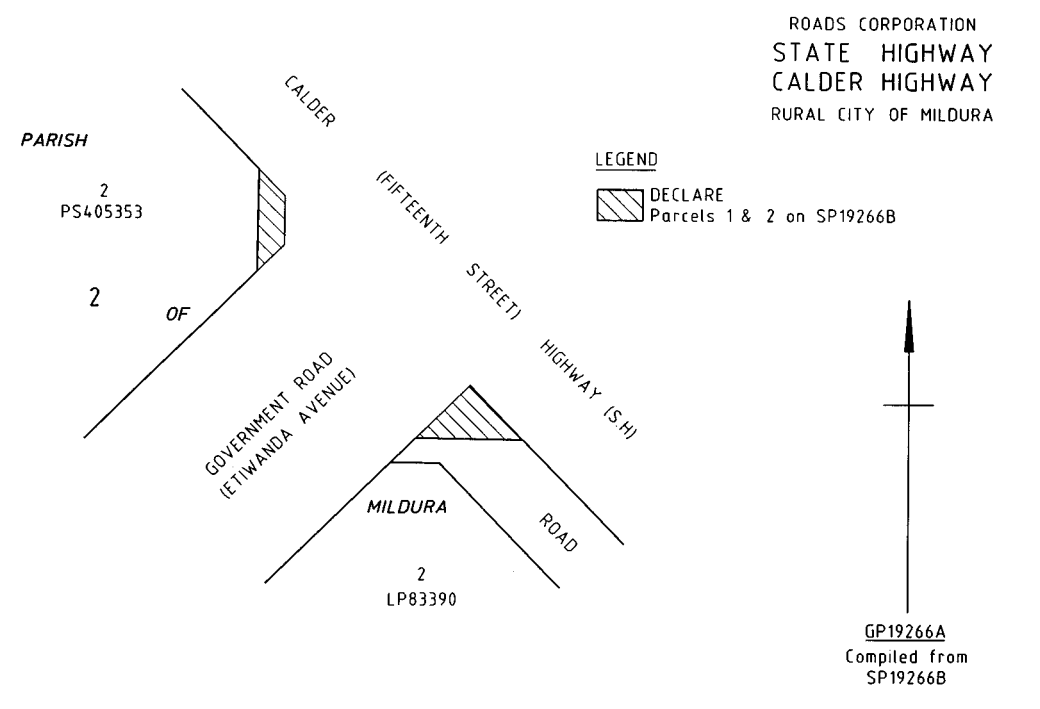 ROADS CORPORATION
STATE HIGHWAY
CALDER HIGHWAY
RURAL CITY OF MILDURA
LEGEND
DECLARE
Parcels 1 & 2 on SP19266B
CALDER
(FIFTEENTH STREET)
HIGHWAY (S.H)
PARISH
2
PS405353
2
OF
GOVERNMENT ROAD
(ETIWANDA AVENUE)
MILDURA
ROAD
2
LP83390
GP19266A
Compiled from
SP19266B